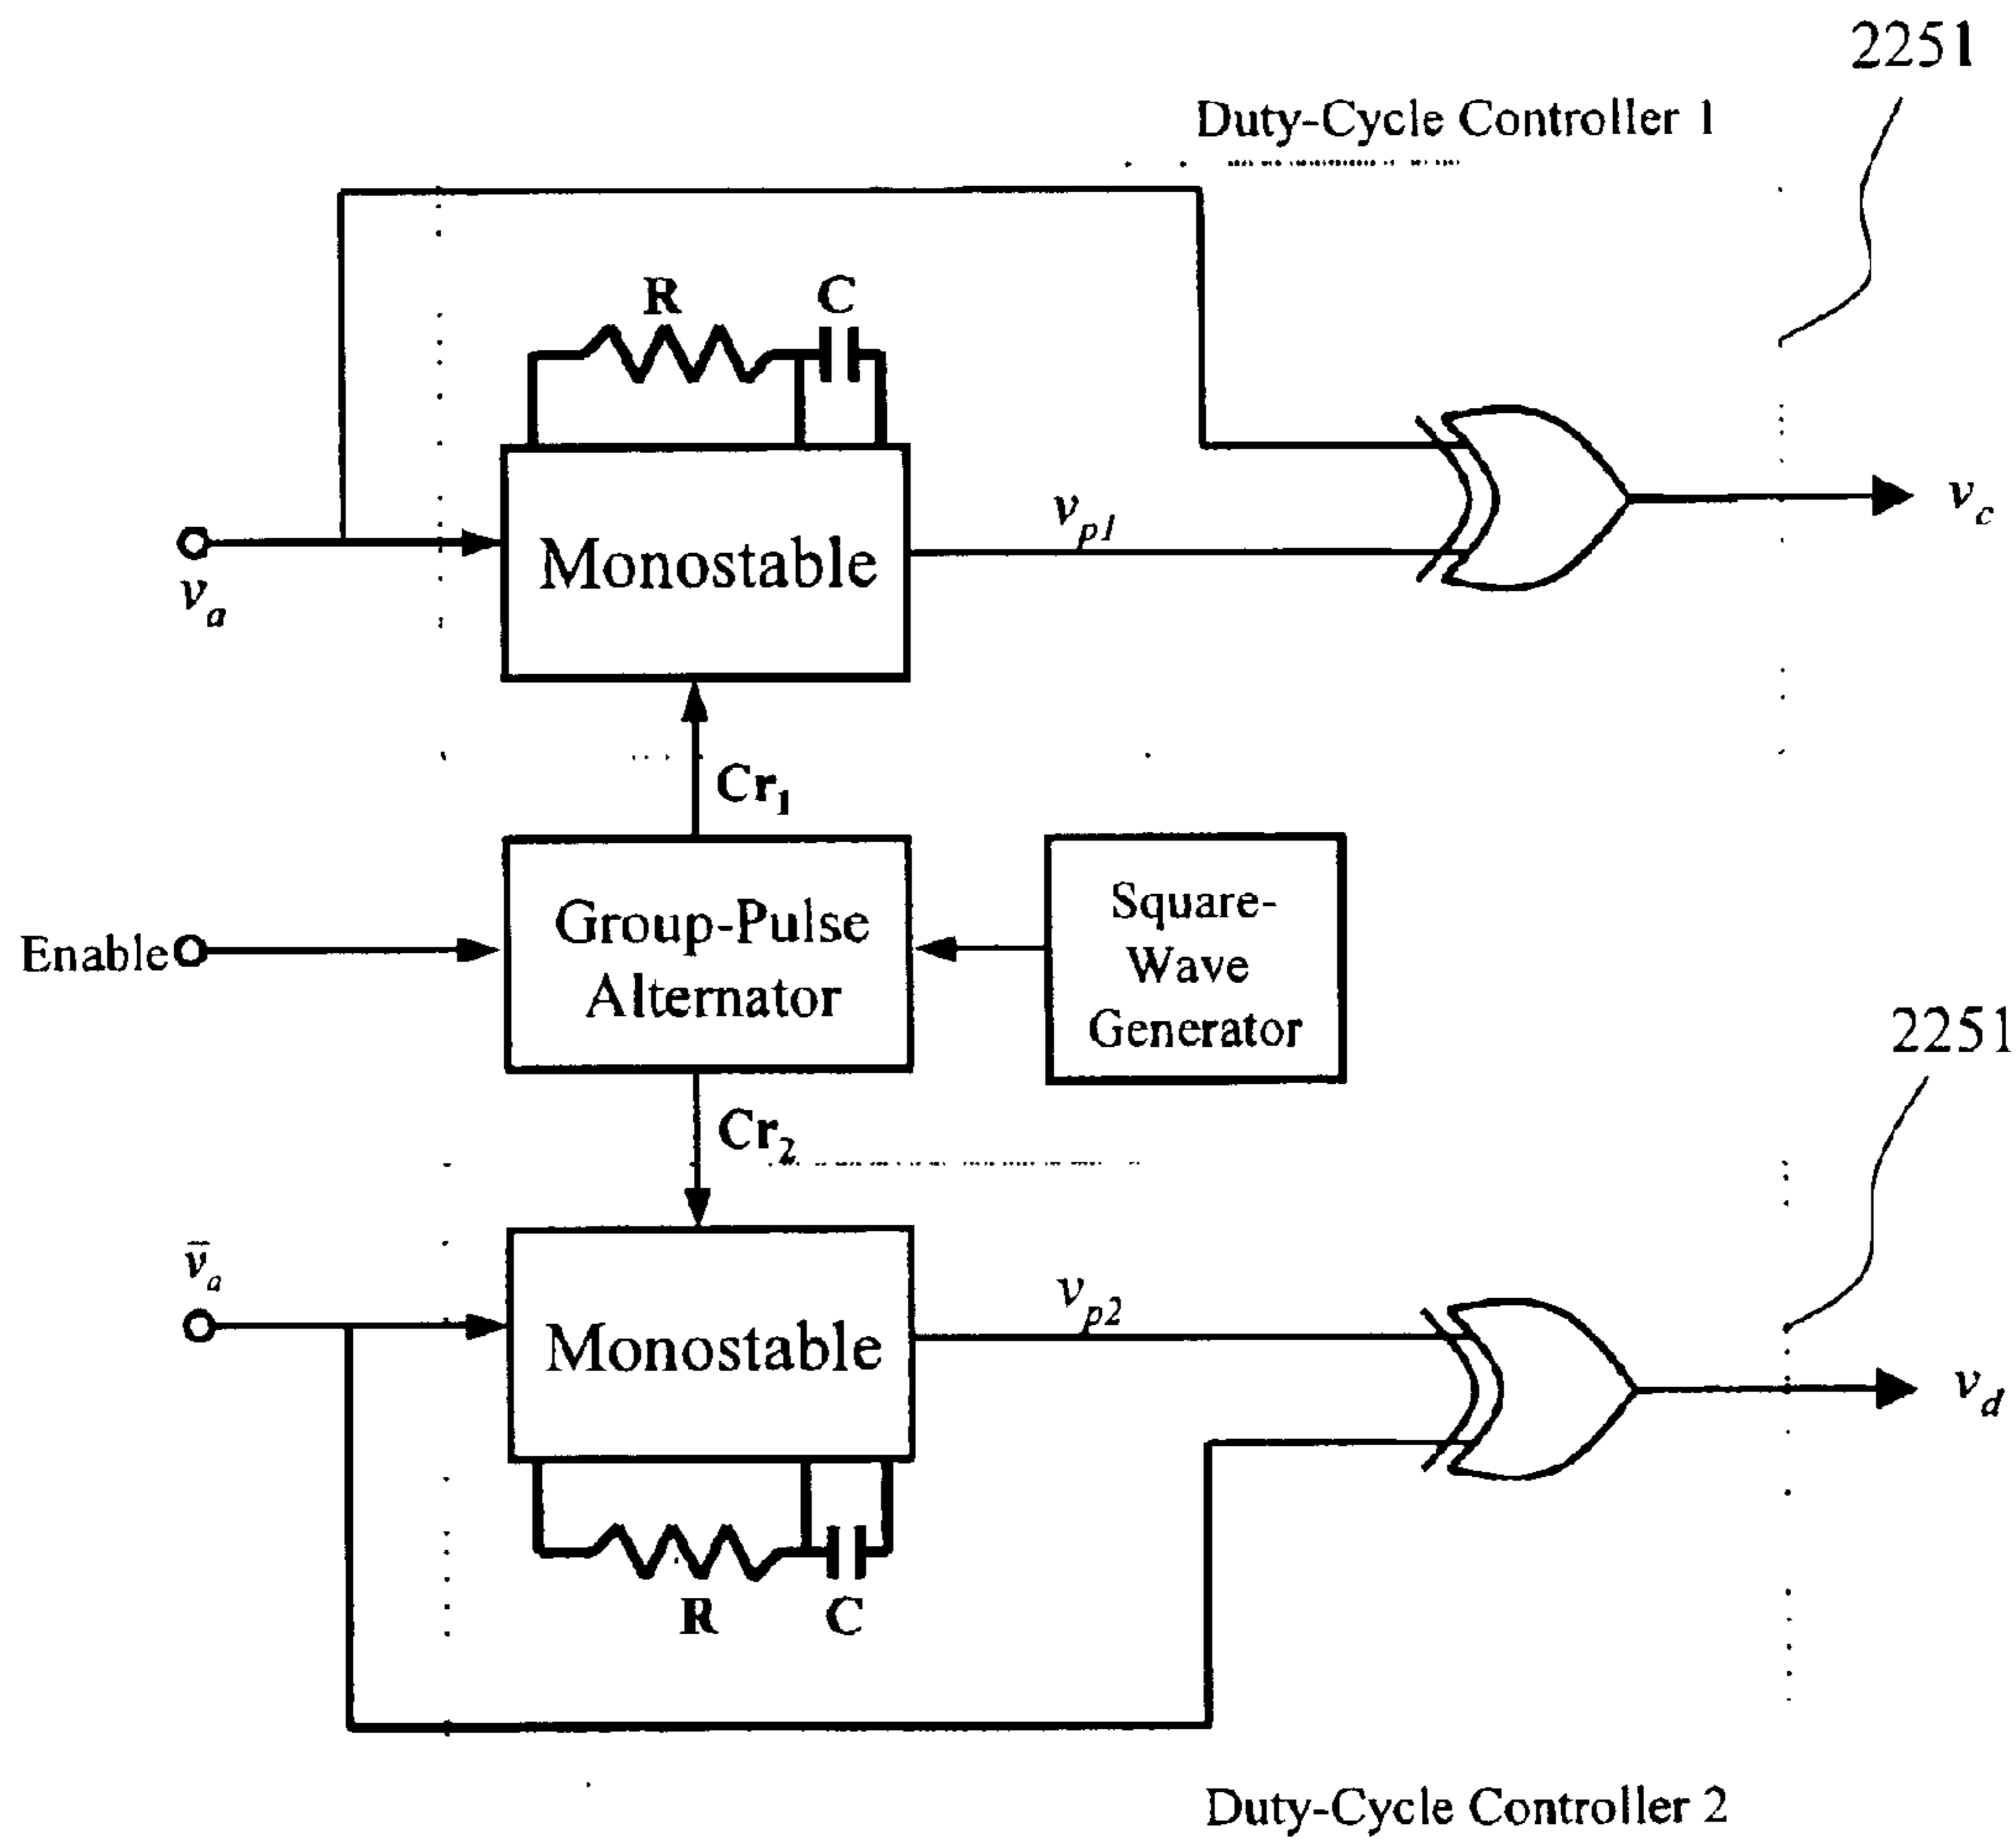 2251
Duty-Cycle Controller 1
R C
v_a
Monostable
v_p1
v_c
Cr_1
Enable
Group-Pulse
Alternator
Square-
Wave
Generator
2251
Cr_2
v̄_a
Monostable
v_p2
v_d
R C
Duty-Cycle Controller 2